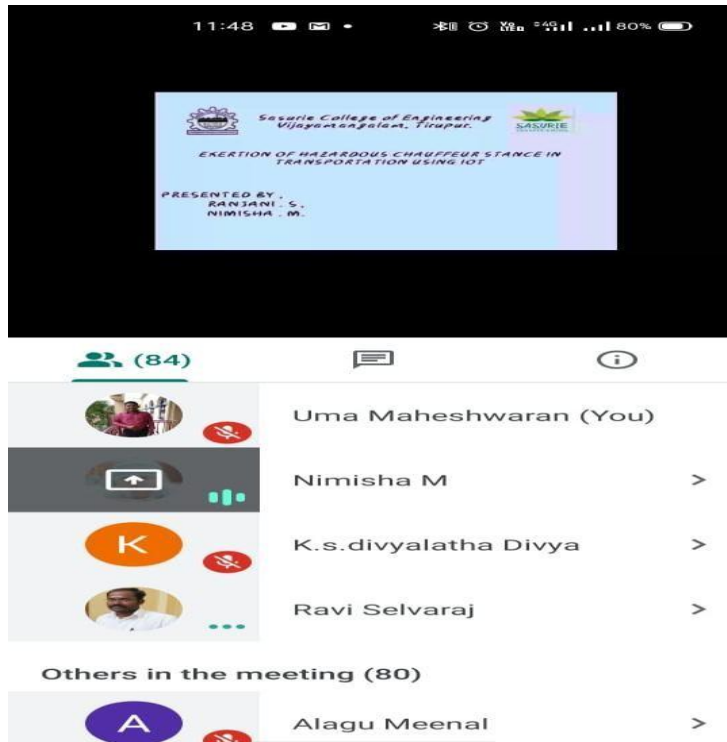 11:48 80%
Sasurie College of Engineering
Vijayamangalam, Tirupur.
SASURIE
EXERTION OF HAZARDOUS CHAUFFEUR STANCE IN
TRANSPORTATION USING IOT
PRESENTED BY,
RANJANI . S,
NIMISHA . M.
(84)
Uma Maheshwaran (You)
Nimisha M
K K.s.divyalatha Divya
Ravi Selvaraj
Others in the meeting (80)
A Alagu Meenal